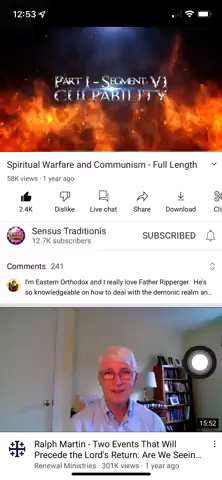 12:53
PART I - SEGMENT: VI
CULPABILITY
Spiritual Warfare and Communism - Full Length
58K views · 1 year ago
2.4K
Dislike
Live chat
Share
Download
Cli
Sensus Traditionis
12.7K subscribers
SUBSCRIBED
Comments 241
I'm Eastern Orthodox and I really love Father Ripperger He's
so knowledgeable on how to deal with the demonic realm an...
15:52
Ralph Martin - Two Events That Will
Precede the Lord's Return: Are We Seein...
Renewal Ministries · 301K views · 1 year ago